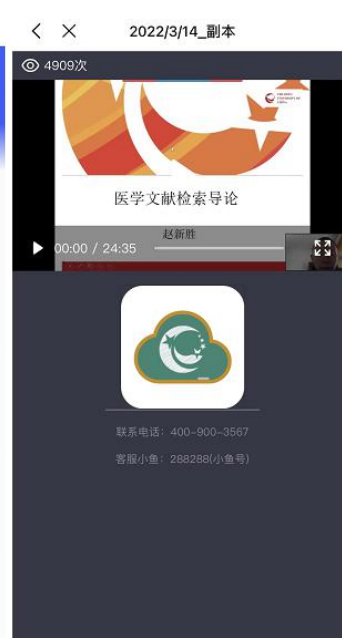 2022/3/14_副本
4909次
医学文献检索导论
赵新胜
00:00 / 24:35
联系电话：400-900-3567
客服小鱼：288288(小鱼号)